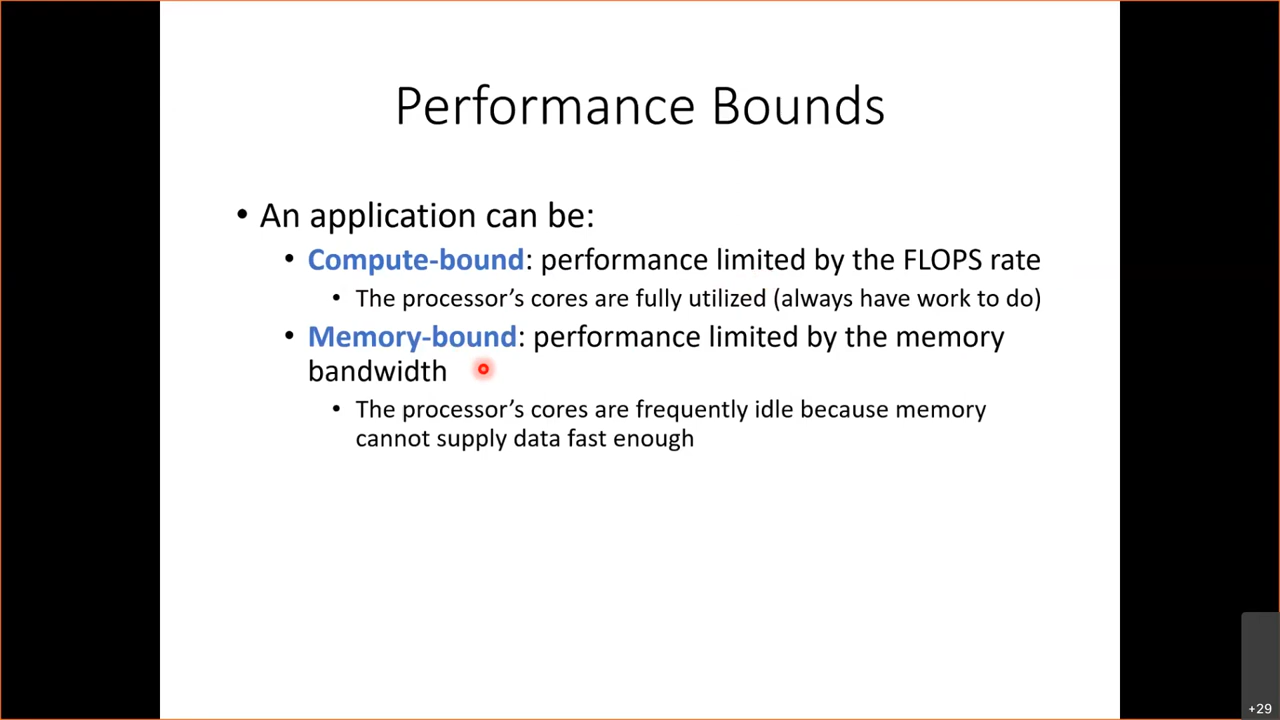 Performance Bounds
• An application can be:
• Compute-bound: performance limited by the FLOPS rate
• The processor’s cores are fully utilized (always have work to do)
• Memory-bound: performance limited by the memory
bandwidth
• The processor’s cores are frequently idle because memory
cannot supply data fast enough
+29